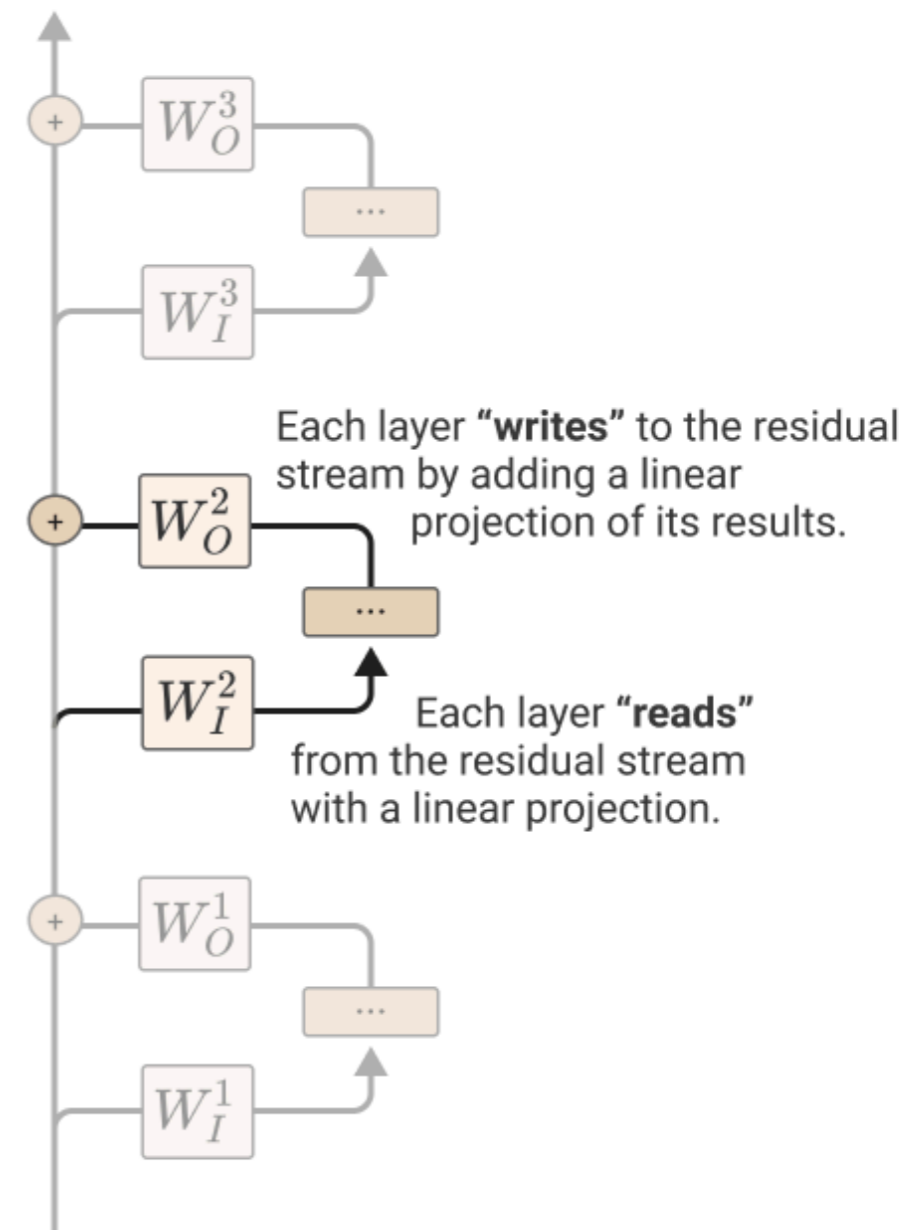 +
W_O^3
...
W_I^3
Each layer “writes” to the residual
stream by adding a linear
projection of its results.
+
W_O^2
...
W_I^2
Each layer “reads”
from the residual stream
with a linear projection.
+
W_O^1
...
W_I^1